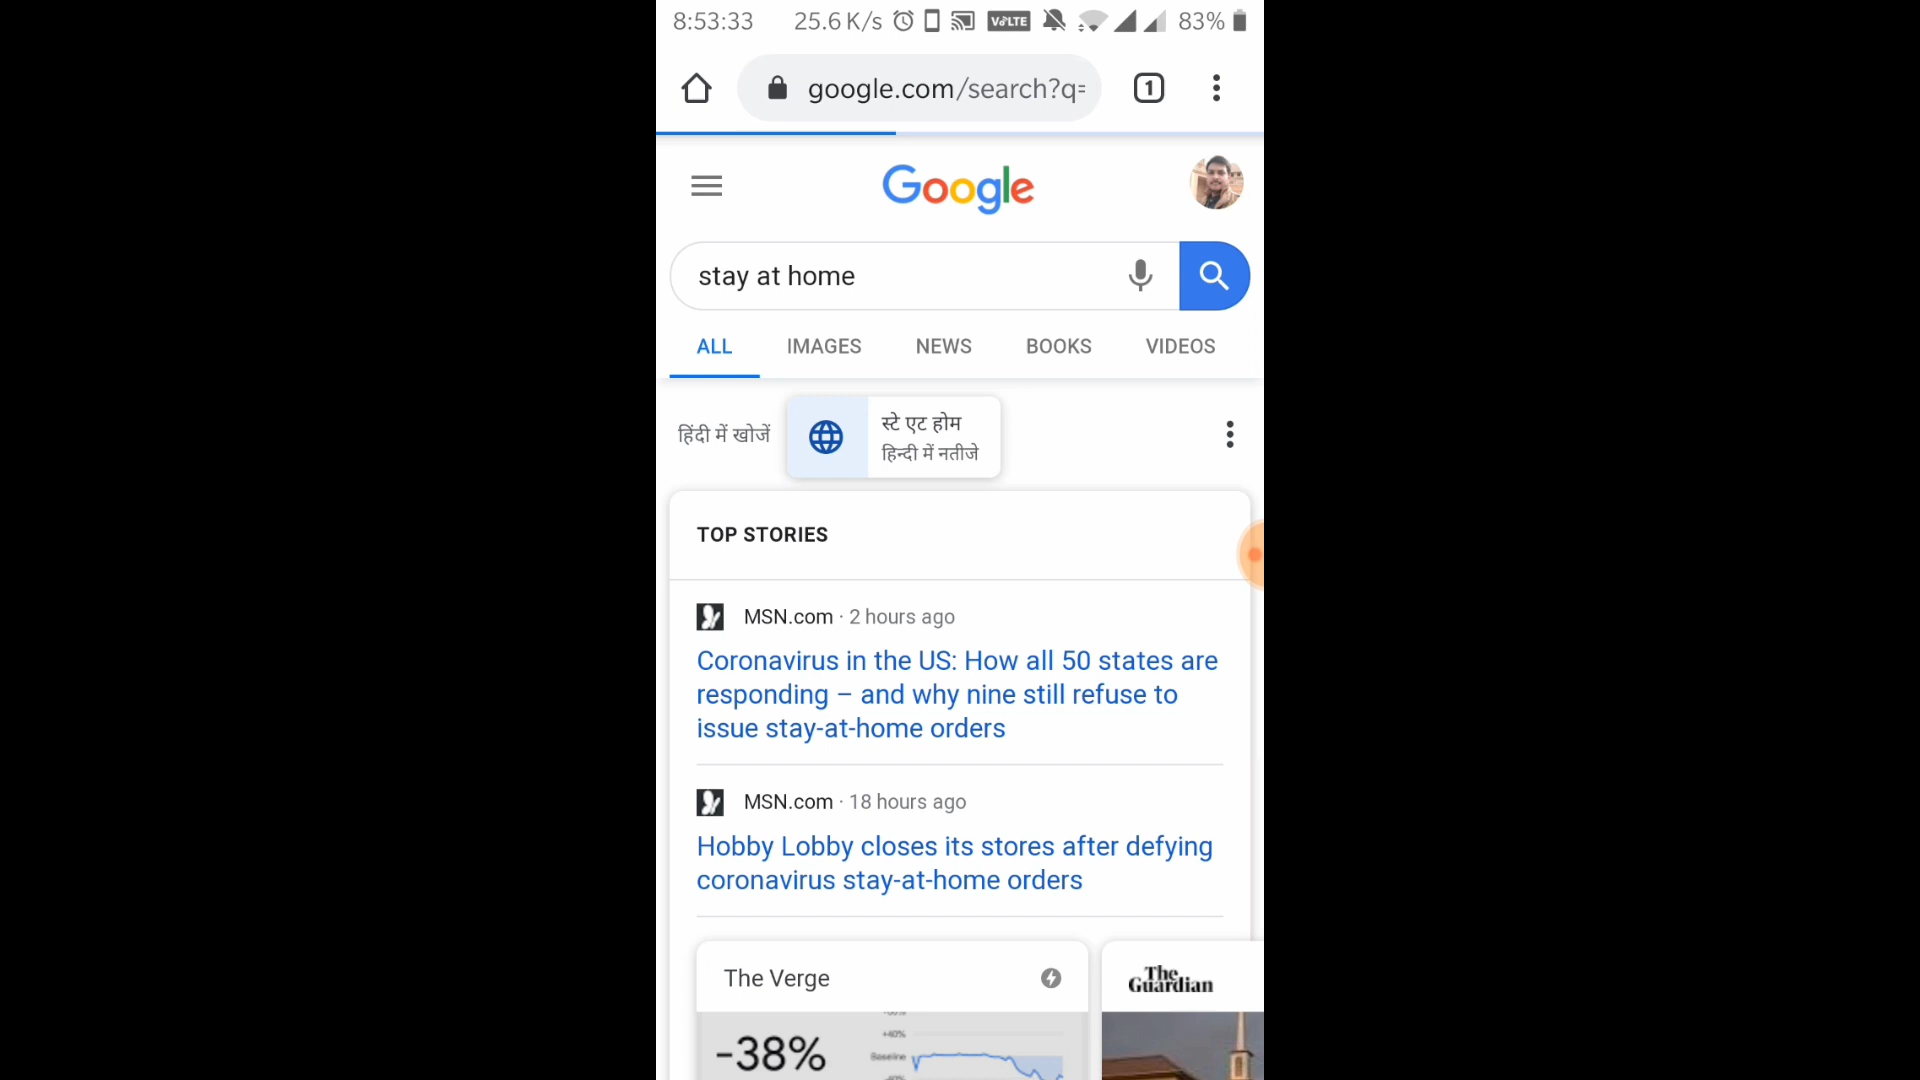 8:53:33 25.6 K/s VoLTE 83%
google.com/search?q=
1
Google
stay at home
ALL IMAGES NEWS BOOKS VIDEOS
हिंदी में खोजें
स्टे एट होम
हिन्दी में नतीजे
TOP STORIES
MSN.com · 2 hours ago
Coronavirus in the US: How all 50 states are
responding – and why nine still refuse to
issue stay-at-home orders
MSN.com · 18 hours ago
Hobby Lobby closes its stores after defying
coronavirus stay-at-home orders
The Verge
The
Guardian
+40%
-38%
Baseline